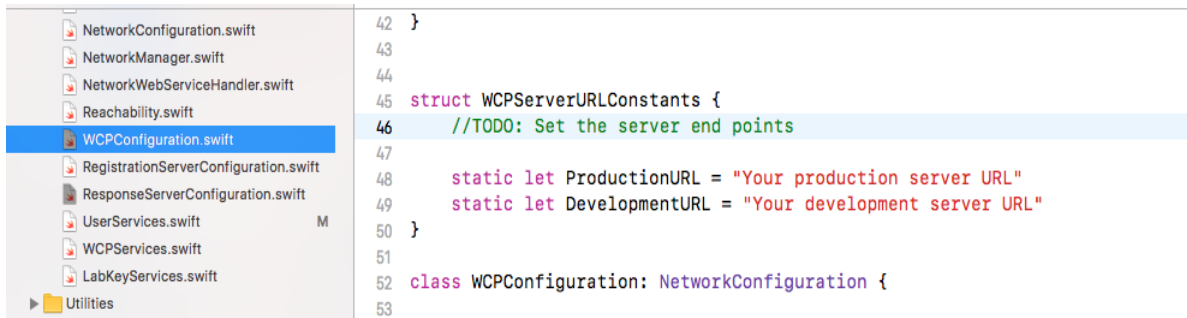 NetworkConfiguration.swift
NetworkManager.swift
NetworkWebServiceHandler.swift
Reachability.swift
WCPConfiguration.swift
RegistrationServerConfiguration.swift
ResponseServerConfiguration.swift
UserServices.swift M
WCPServices.swift
LabKeyServices.swift
Utilities
42 }
43
44
45 struct WCPServerURLConstants {
46 //TODO: Set the server end points
47
48 static let ProductionURL = "Your production server URL"
49 static let DevelopmentURL = "Your development server URL"
50 }
51
52 class WCPConfiguration: NetworkConfiguration {
53